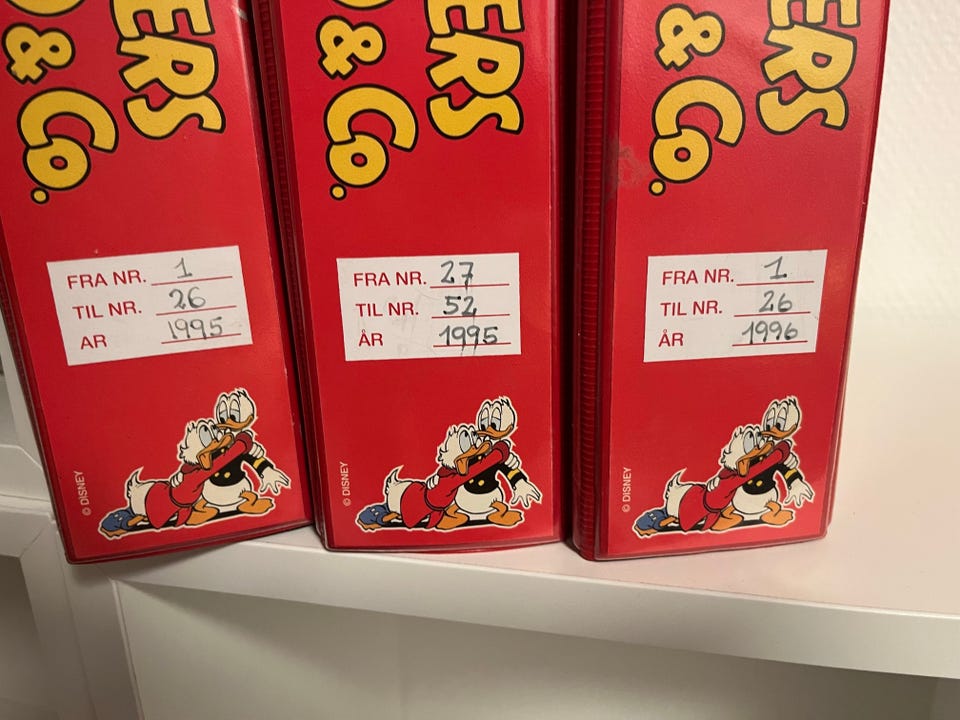 ERS
& Co.
FRA NR. 1
TIL NR. 26
AR 1995
© DISNEY
ERS
& Co.
FRA NR. 27
TIL NR. 52
ÅR 1995
© DISNEY
ERS
& Co.
FRA NR. 1
TIL NR. 26
ÅR 1996
© DISNEY